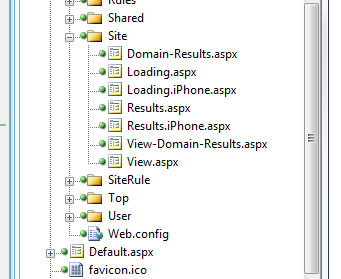 Rules
Shared
Site
Domain-Results.aspx
Loading.aspx
Loading.iPhone.aspx
Results.aspx
Results.iPhone.aspx
View-Domain-Results.aspx
View.aspx
SiteRule
Top
User
Web.config
Default.aspx
favicon.ico